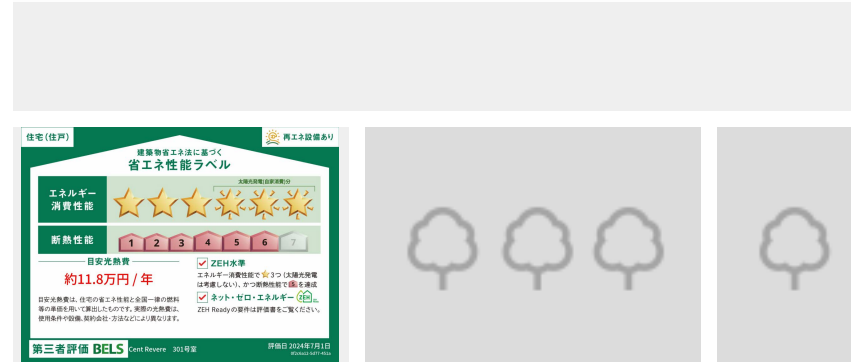 住宅(住戸)
再エネ設備あり
建築物省エネ法に基づく
省エネ性能ラベル
エネルギー
消費性能
太陽光発電(自家消費)分
断熱性能
1 2 3 4 5 6 7
目安光熱費
約11.8万円 / 年
目安光熱費は、住宅の省エネ性能と全国一律の燃料
等の単価を用いて算出したものです。実際の光熱費は、
使用条件や設備、契約会社・方法などにより異なります。
ZEH水準
エネルギー消費性能で 3つ (太陽光発電
は考慮しない)、かつ断熱性能で 5 を達成
ネット・ゼロ・エネルギー ZEH
ZEH Readyの要件は評価書をご覧ください。
第三者評価 BELS
Cent Revere 301号室
評価日 2024年7月1日